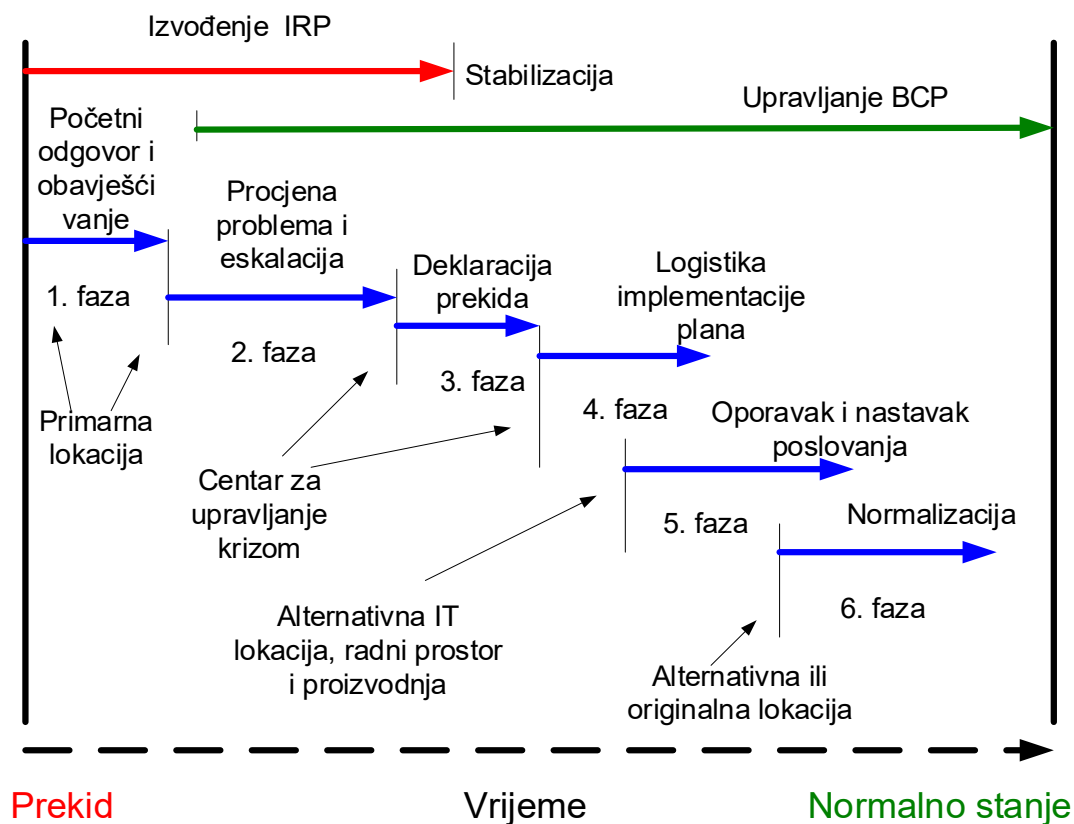 Izvođenje IRP
Stabilizacija
Upravljanje BCP
Početni
odgovor i
obavješći
vanje
Procjena
problema i
eskalacija
Deklaracija
prekida
Logistika
implementacije
plana
1. faza
2. faza
3. faza
4. faza
Oporavak i nastavak
poslovanja
Primarna
lokacija
Centar za
upravljanje
krizom
5. faza
Normalizacija
6. faza
Alternativna IT
lokacija, radni prostor
i proizvodnja
Alternativna ili
originalna lokacija
Prekid
Vrijeme
Normalno stanje